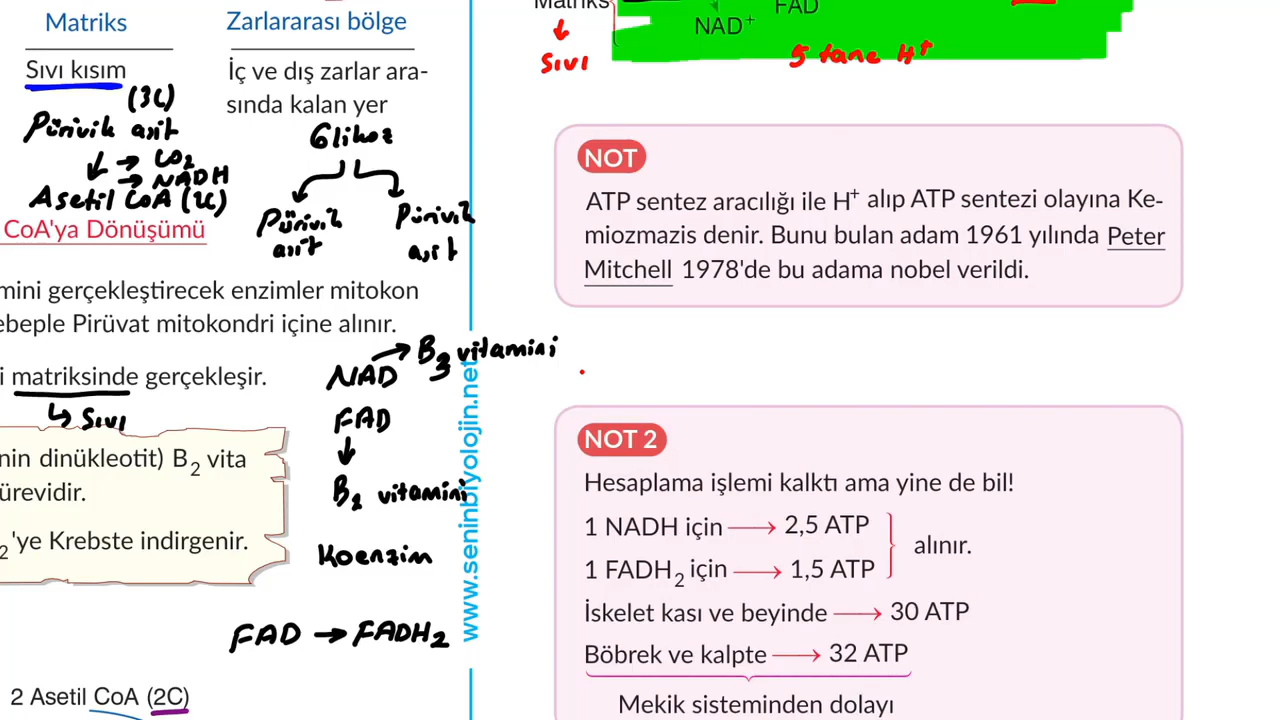 Matriks
Sıvı kısım
(3C)
Pürivik asit
→ CO2
→ NADH
Asetil CoA (2C)
Zarlararası bölge
İç ve dış zarlar ara-
sında kalan yer
Glikoz
Pürivik asit
Pürivik asit
CoA'ya Dönüşümü
mini gerçekleştirecek enzimler mitokon
ebeple Pirüvat mitokondri içine alınır.
i matriksinde gerçekleşir.
↳ Sıvı
nin dinükleotit) B2 vita
ürevidir.
2'ye Krebste indirgenir.
NAD → B3 vitamini
FAD
↓
B2 vitamini
Koenzim
FAD → FADH2
2 Asetil CoA (2C)
www.seninbiyolojin.net
Matriks
↓
Sıvı
NAD+
FAD
5 tane H+
NOT
ATP sentez aracılığı ile H+ alıp ATP sentezi olayına Ke-
miozmazis denir. Bunu bulan adam 1961 yılında Peter
Mitchell 1978'de bu adama nobel verildi.
NOT 2
Hesaplama işlemi kalktı ama yine de bil!
1 NADH için → 2,5 ATP
1 FADH2 için → 1,5 ATP
alınır.
İskelet kası ve beyinde → 30 ATP
Böbrek ve kalpte → 32 ATP
Mekik sisteminden dolayı